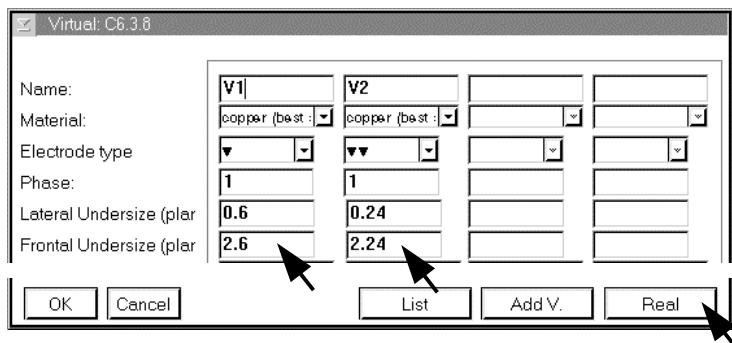 Virtual: C6.3.8
Name: V1 V2
Material: copper (best : copper (best :
Electrode type ▼ ▼▼
Phase: 1 1
Lateral Undersize (plar 0.6 0.24
Frontal Undersize (plar 2.6 2.24
OK Cancel List Add V. Real